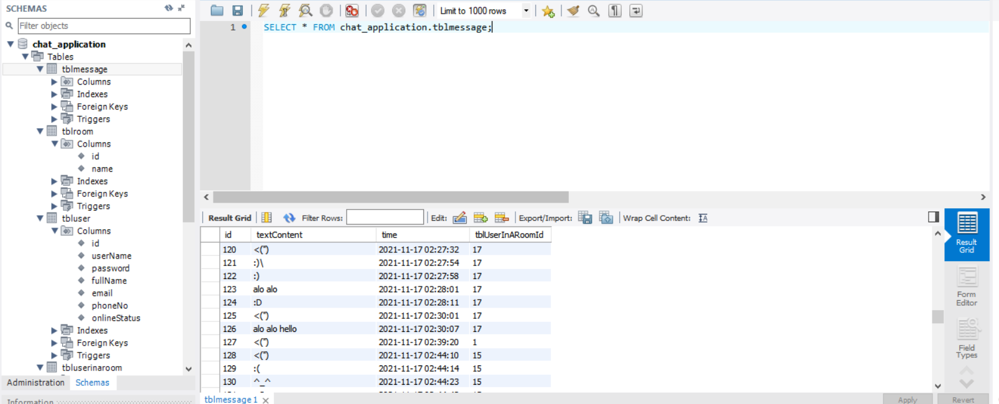 SCHEMAS
Filter objects
chat_application
Tables
tblmessage
Columns
Indexes
Foreign Keys
Triggers
tblroom
Columns
id
name
Indexes
Foreign Keys
Triggers
tbluser
Columns
id
userName
password
fullName
email
phoneNo
onlineStatus
Indexes
Foreign Keys
Triggers
tbluserinaroom
Administration Schemas
Information
Limit to 1000 rows
1 SELECT * FROM chat_application.tblmessage;
Result Grid Filter Rows: Edit: Export/Import: Wrap Cell Content: IA
id textContent time tblUserInARoomId
120 <(") 2021-11-17 02:27:32 17
121 :)\ 2021-11-17 02:27:54 17
122 :) 2021-11-17 02:27:58 17
123 alo alo 2021-11-17 02:28:01 17
124 :D 2021-11-17 02:28:11 17
125 <(") 2021-11-17 02:30:01 17
126 alo alo hello 2021-11-17 02:30:07 17
127 <(") 2021-11-17 02:39:20 1
128 <(") 2021-11-17 02:44:10 15
129 :( 2021-11-17 02:44:14 15
130 ^_^ 2021-11-17 02:44:23 15
Result
Grid
Form
Editor
Field
Types
tblmessage 1
Apply Revert